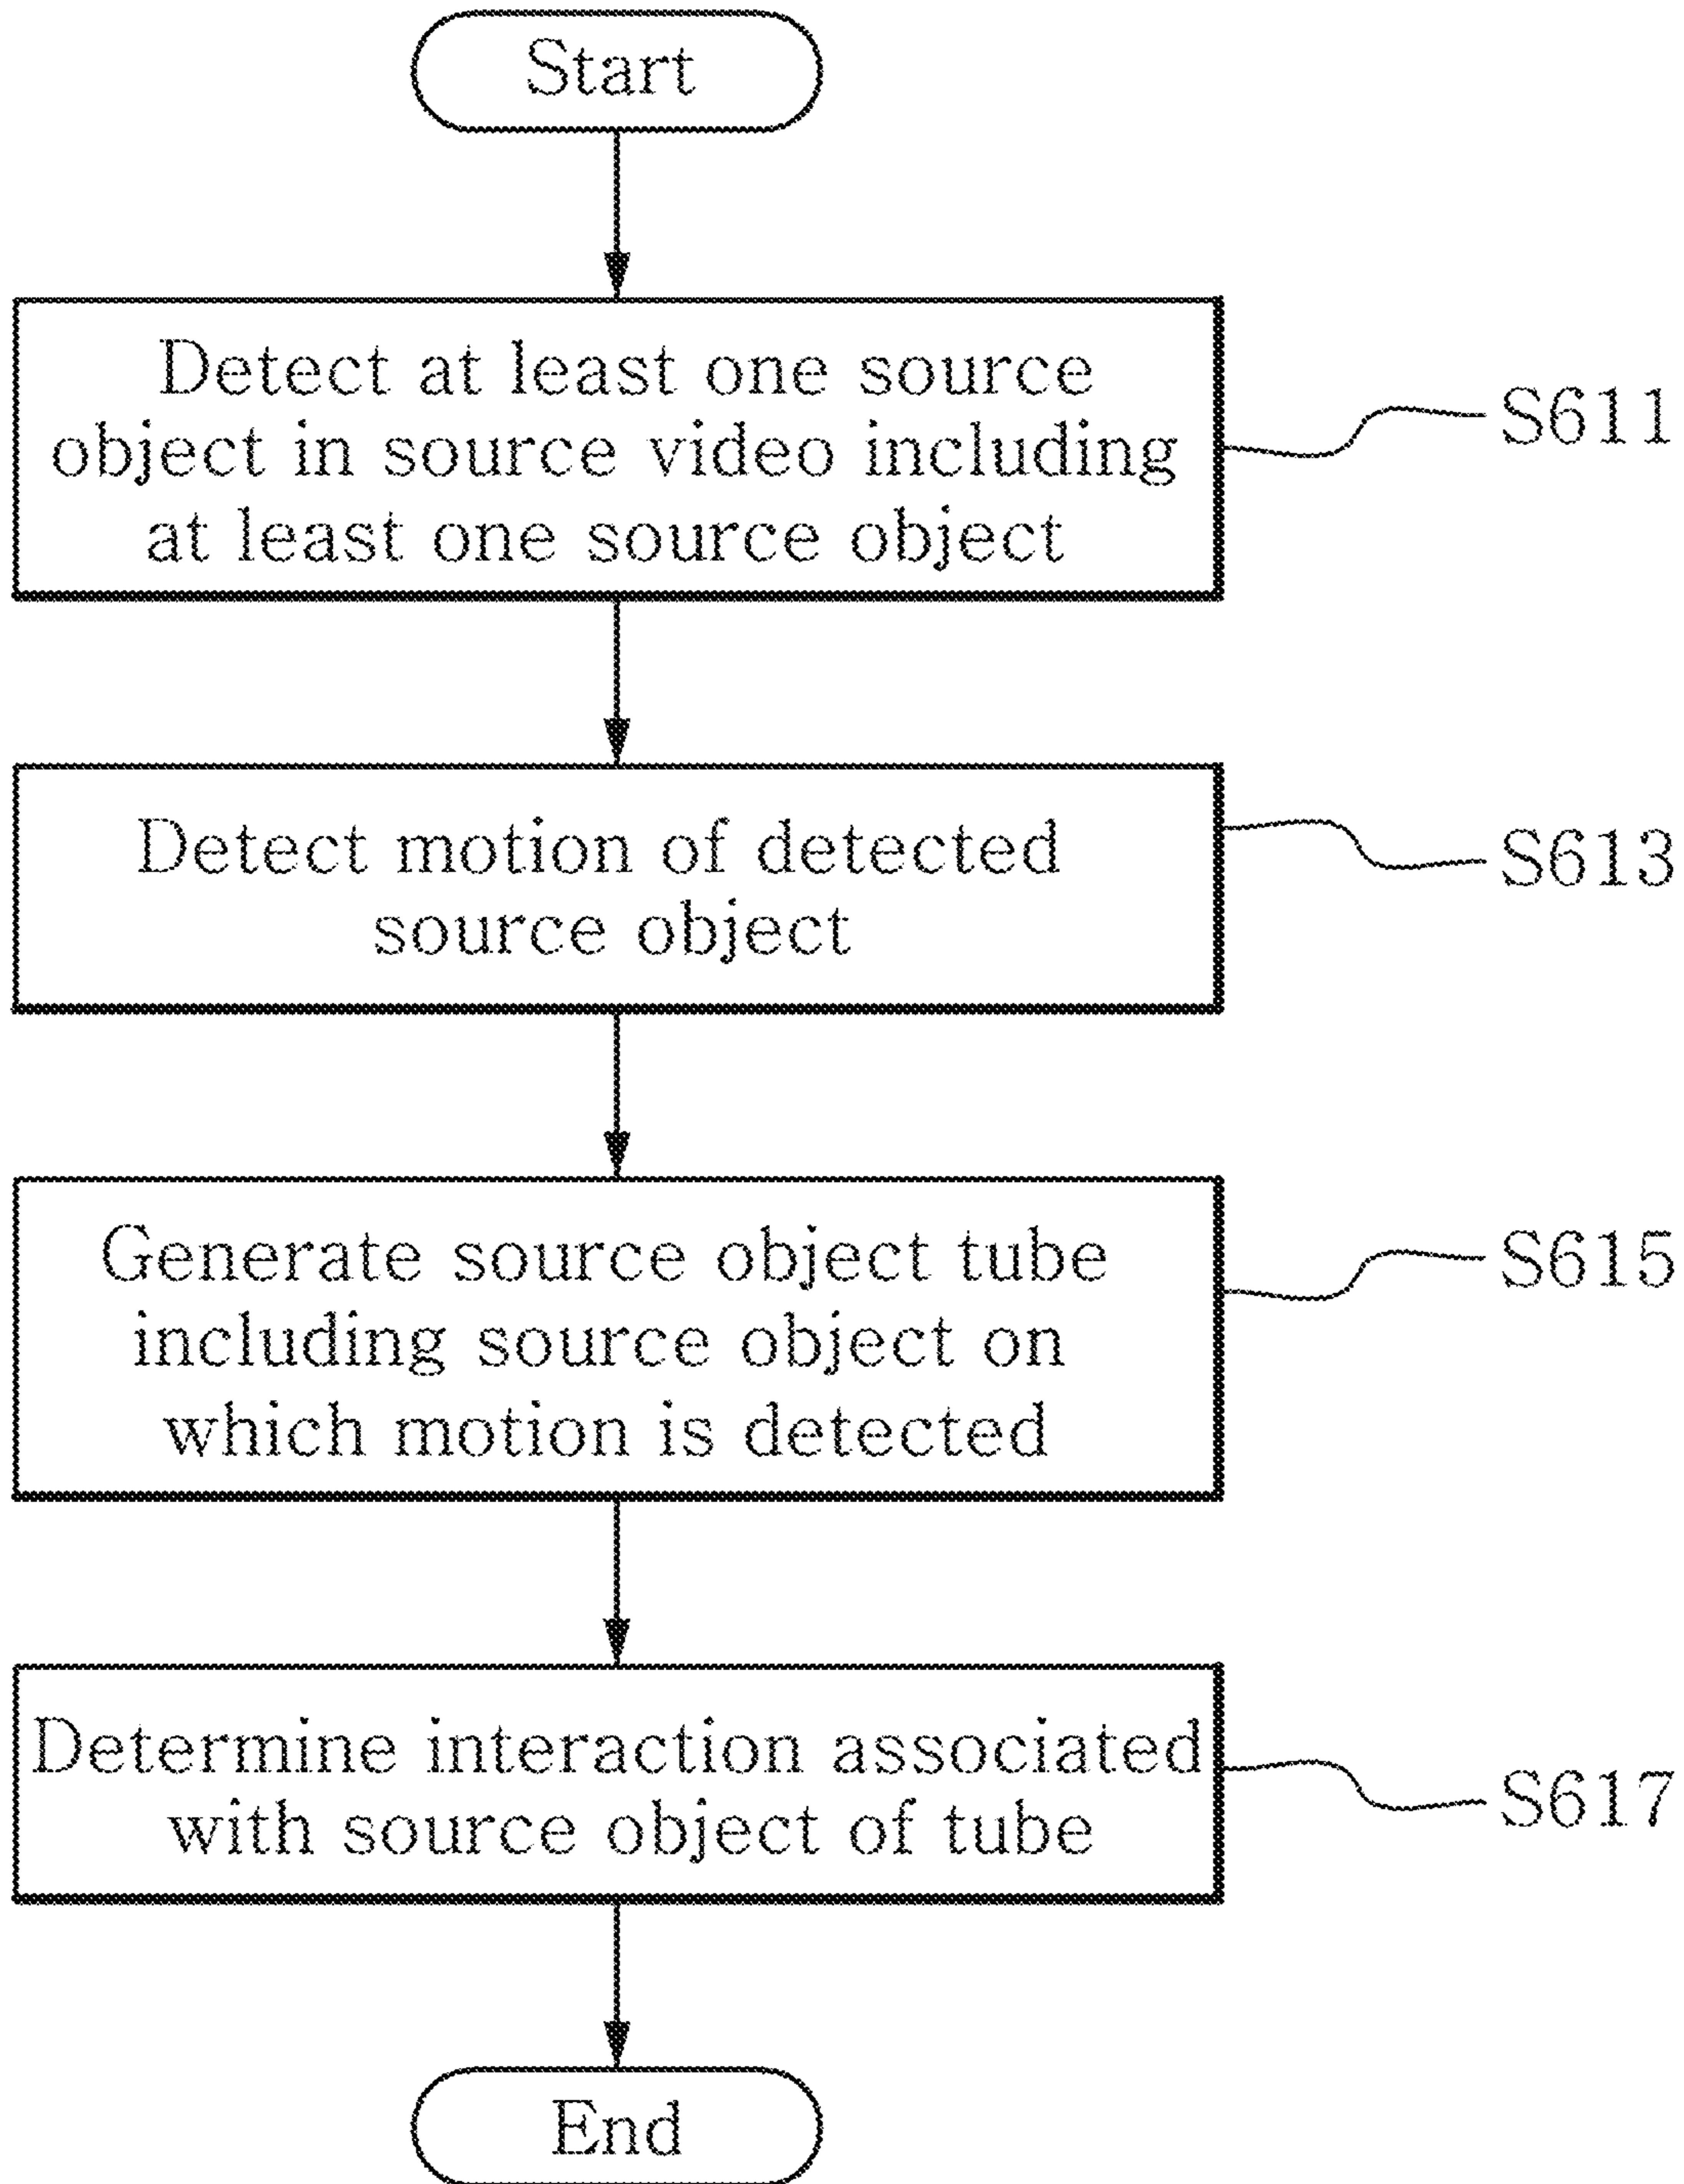 Start
Detect at least one source
object in source video including
at least one source object
S611
Detect motion of detected
source object
S613
Generate source object tube
including source object on
which motion is detected
S615
Determine interaction associated
with source object of tube
S617
End